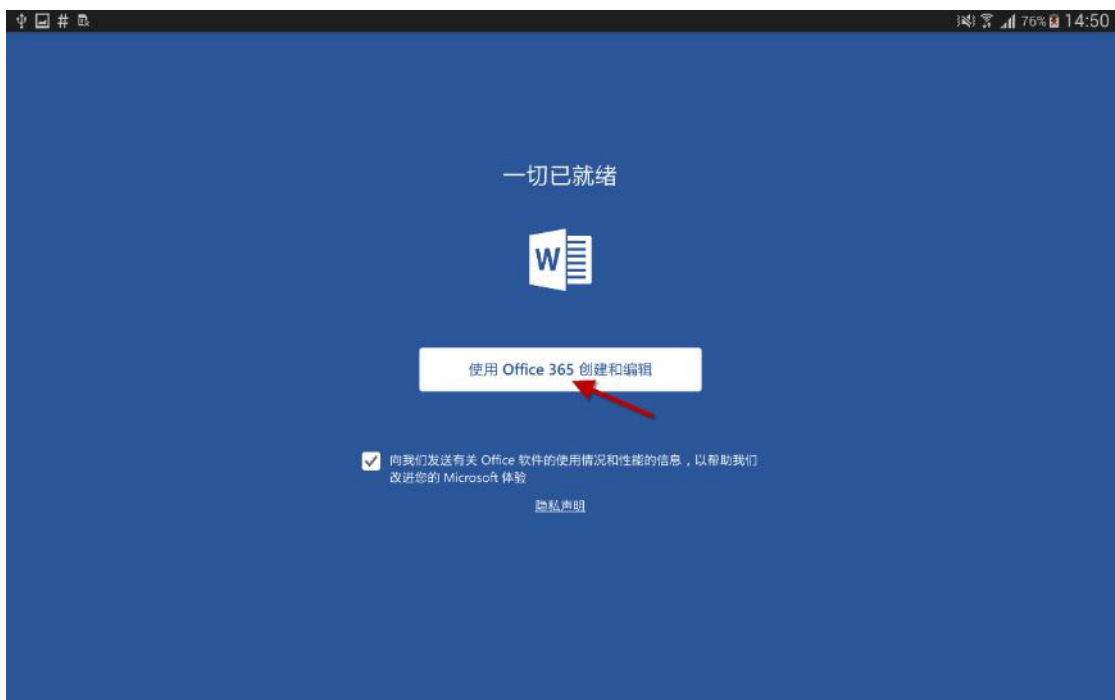 # 76% 14:50
一切已就绪
W
使用 Office 365 创建和编辑
向我们发送有关 Office 软件的使用情况和性能的信息，以帮助我们
改进您的 Microsoft 体验
隐私声明